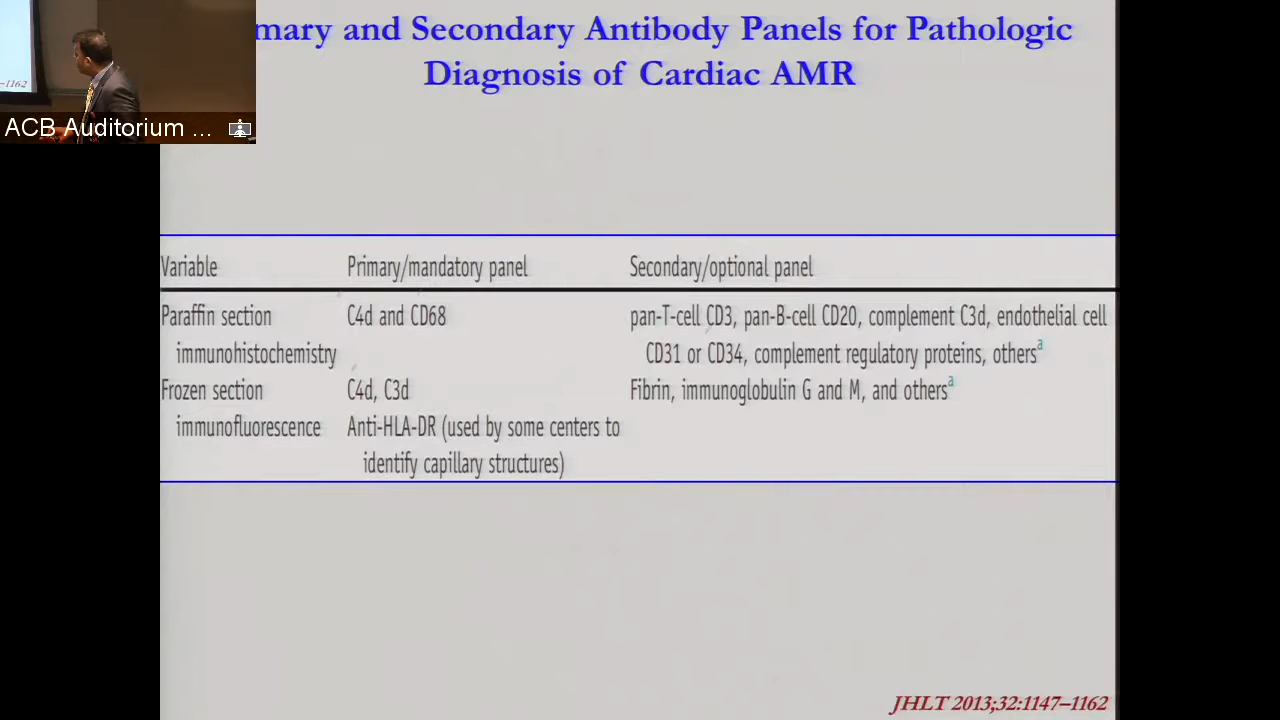 mary and Secondary Antibody Panels for Pathologic
Diagnosis of Cardiac AMR
–1162
ACB Auditorium ...
Variable Primary/mandatory panel Secondary/optional panel
Paraffin section C4d and CD68 pan-T-cell CD3, pan-B-cell CD20, complement C3d, endothelial cell
immunohistochemistry CD31 or CD34, complement regulatory proteins, othersᵃ
Frozen section C4d, C3d Fibrin, immunoglobulin G and M, and othersᵃ
immunofluorescence Anti-HLA-DR (used by some centers to
identify capillary structures)
JHLT 2013;32:1147–1162